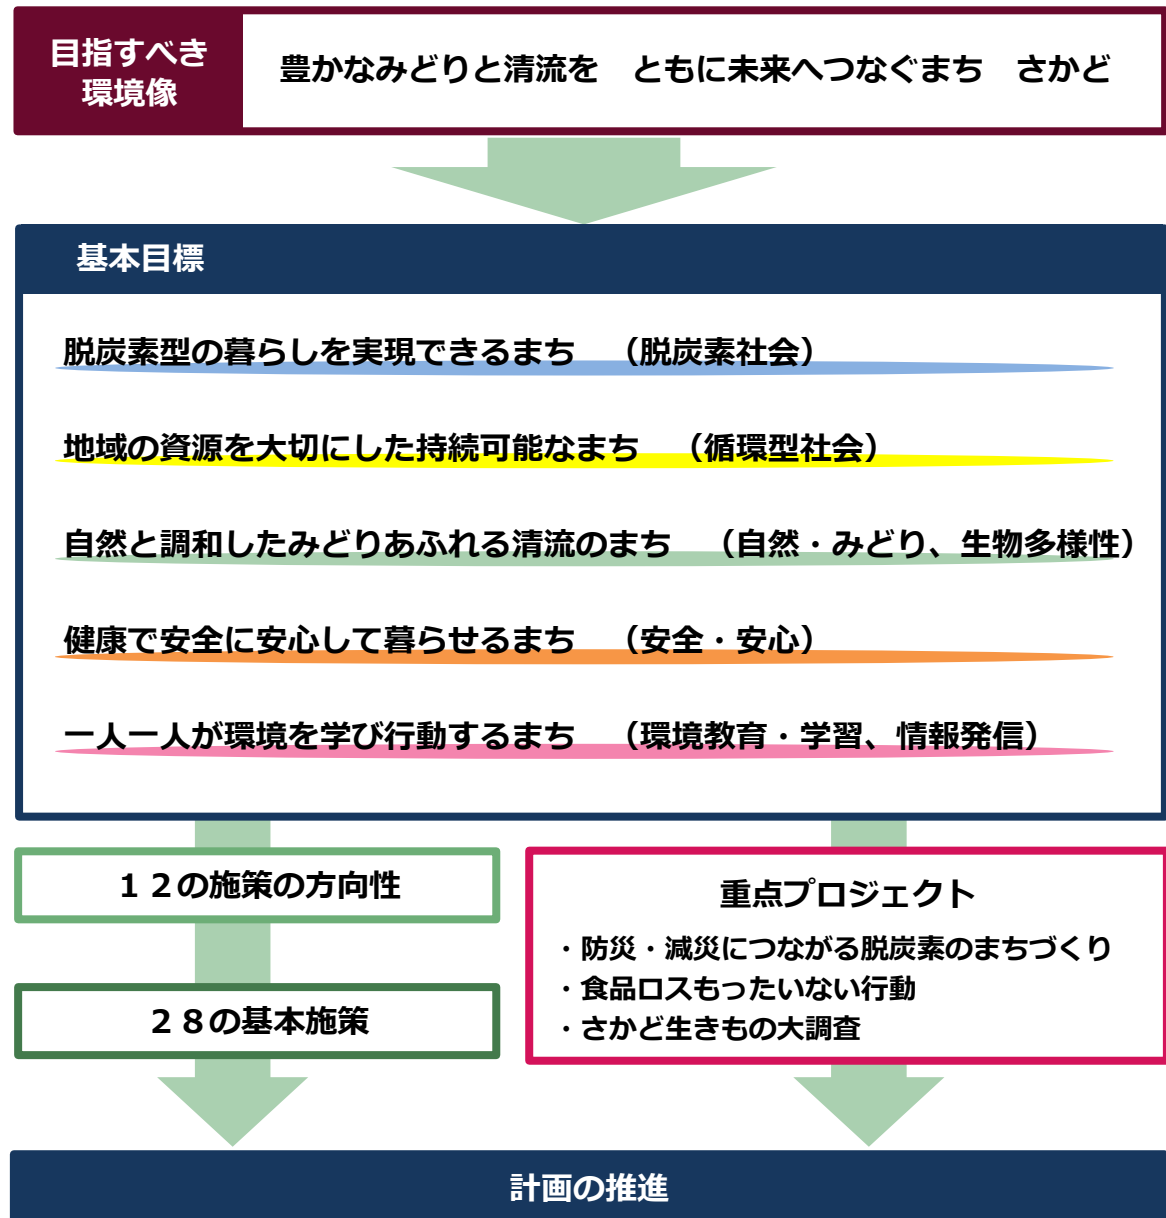 目指すべき
環境像
豊かなみどりと清流を　ともに未来へつなぐまち　さかど
基本目標
脱炭素型の暮らしを実現できるまち　（脱炭素社会）
地域の資源を大切にした持続可能なまち　（循環型社会）
自然と調和したみどりあふれる清流のまち　（自然・みどり、生物多様性）
健康で安全に安心して暮らせるまち　（安全・安心）
一人一人が環境を学び行動するまち　（環境教育・学習、情報発信）
１２の施策の方向性
２８の基本施策
重点プロジェクト
・防災・減災につながる脱炭素のまちづくり
・食品ロスもったいない行動
・さかど生きもの大調査
計画の推進